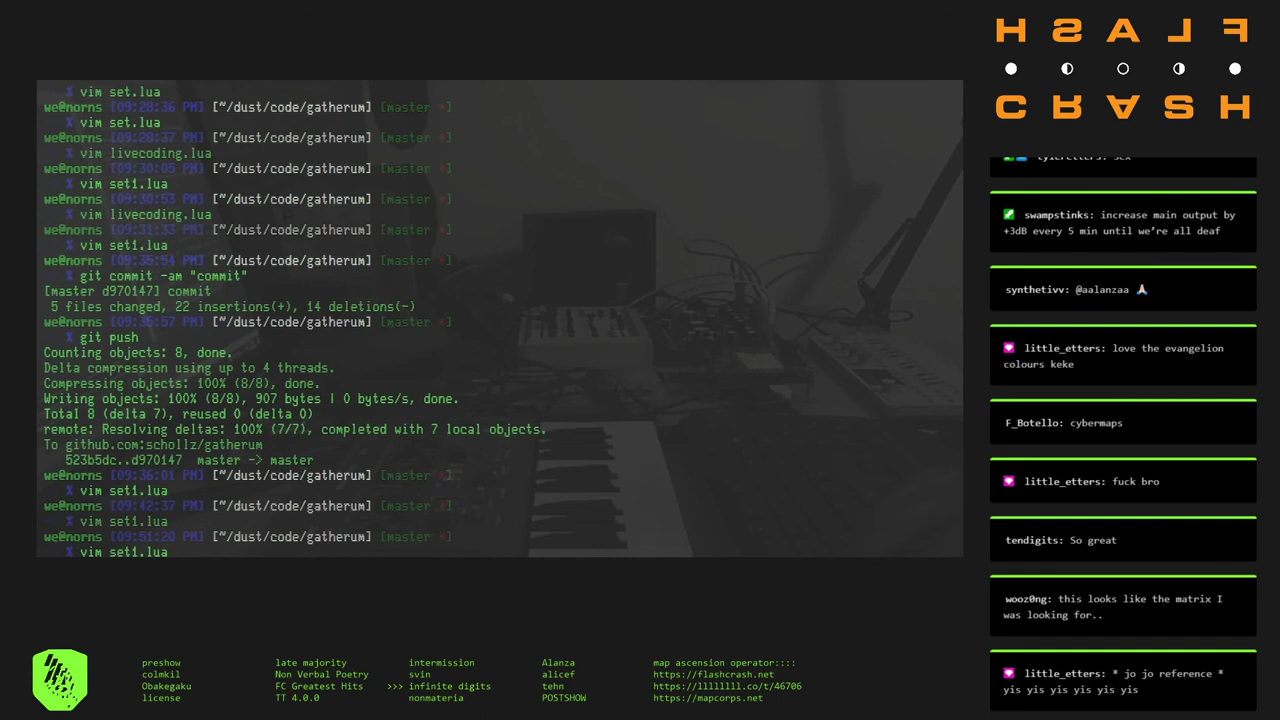 HSALF
CRASH
% vim set.lua
we@norns [09:28:36 PM] [~/dust/code/gatherum] [master *]
% vim set.lua
we@norns [09:28:37 PM] [~/dust/code/gatherum] [master *]
% vim livecoding.lua
we@norns [09:30:05 PM] [~/dust/code/gatherum] [master *]
% vim set1.lua
we@norns [09:30:53 PM] [~/dust/code/gatherum] [master *]
% vim livecoding.lua
we@norns [09:31:33 PM] [~/dust/code/gatherum] [master *]
% vim set1.lua
we@norns [09:35:54 PM] [~/dust/code/gatherum] [master *]
% git commit -am "commit"
[master d970147] commit
5 files changed, 22 insertions(+), 14 deletions(-)
we@norns [09:35:57 PM] [~/dust/code/gatherum] [master *]
% git push
Counting objects: 8, done.
Delta compression using up to 4 threads.
Compressing objects: 100% (8/8), done.
Writing objects: 100% (8/8), 907 bytes | 0 bytes/s, done.
Total 8 (delta 7), reused 0 (delta 0)
remote: Resolving deltas: 100% (7/7), completed with 7 local objects.
To github.com:schollz/gatherum
523b5dc..d970147  master -> master
we@norns [09:36:01 PM] [~/dust/code/gatherum] [master *]
% vim set1.lua
we@norns [09:42:37 PM] [~/dust/code/gatherum] [master *]
% vim set1.lua
we@norns [09:51:20 PM] [~/dust/code/gatherum] [master *]
% vim set1.lua
swampstinks: increase main output by
+3dB every 5 min until we're all deaf
synthetivv: @aalanzaa 🙏🏻
little_etters: love the evangelion
colours keke
F_Botello: cybermaps
little_etters: fuck bro
tendigits: So great
wooz0ng: this looks like the matrix I
was looking for..
little_etters: * jo jo reference *
yis yis yis yis yis yis
preshow
colmkil
Obakegaku
license
late majority
Non Verbal Poetry
FC Greatest Hits
TT 4.0.0
intermission
svin
>>> infinite digits
nonmateria
Alanza
alicef
tehn
POSTSHOW
map ascension operator::::
https://flashcrash.net
https://llllllll.co/t/46706
https://mapcorps.net